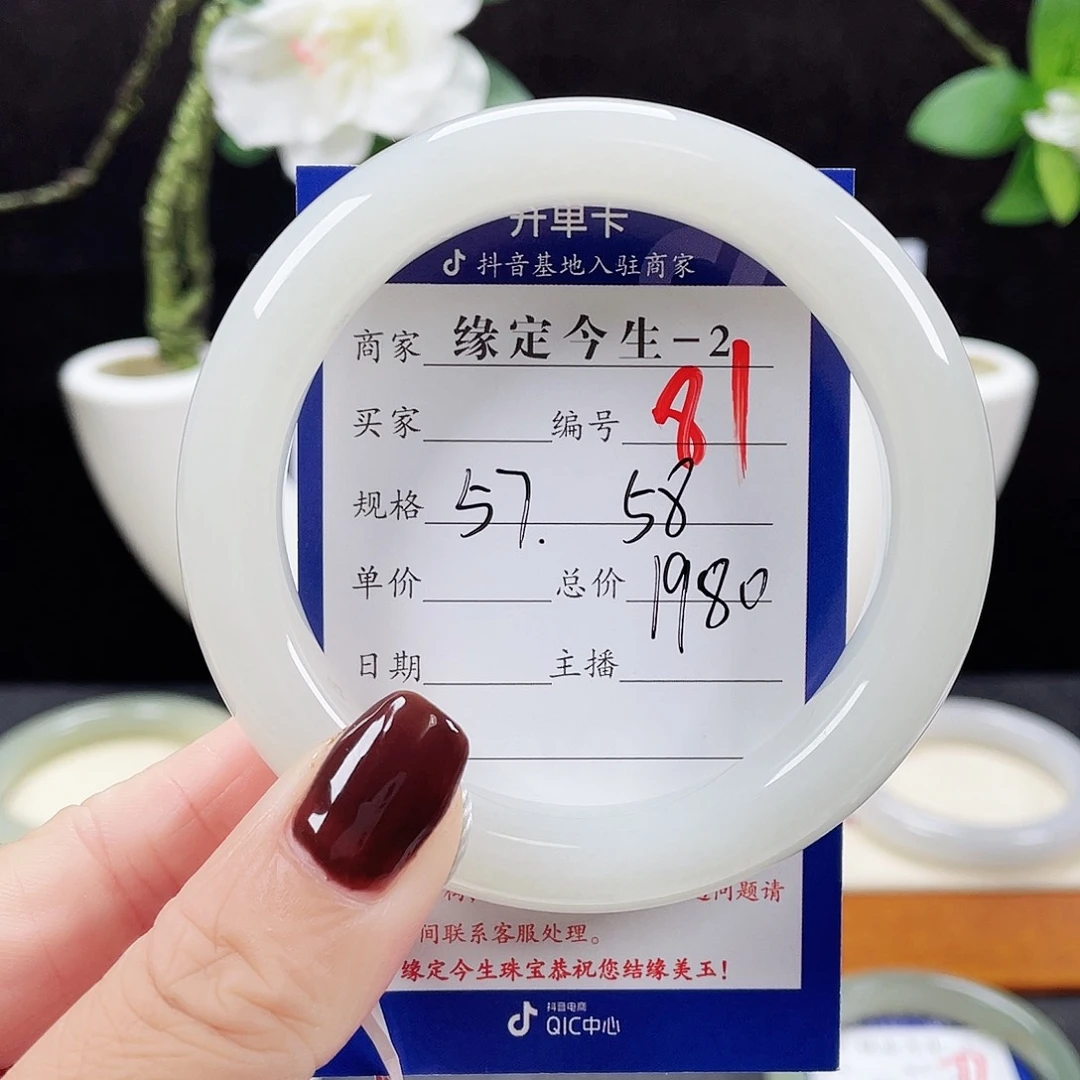 开单卡
抖音基地入驻商家
商家 缘定今生-2
买家 编号 81
规格 57. 58
单价 总价 1980
日期 主播
问题请
间联系客服处理。
缘定今生珠宝恭祝您结缘美玉!
抖音电商
QIC中心